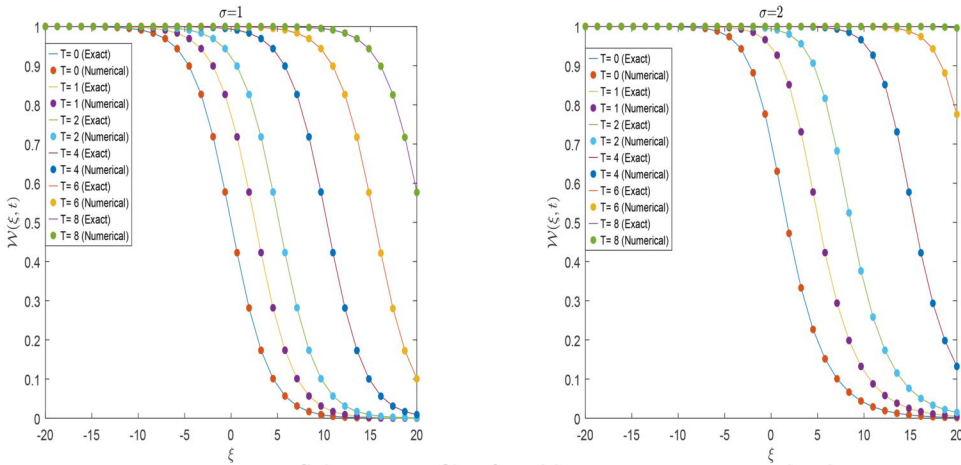 σ=1
1
0.9
0.8
0.7
0.6
0.5
0.4
0.3
0.2
0.1
0
𝒲(ξ, t)
T= 0 (Exact)
T= 0 (Numerical)
T= 1 (Exact)
T= 1 (Numerical)
T= 2 (Exact)
T= 2 (Numerical)
T= 4 (Exact)
T= 4 (Numerical)
T= 6 (Exact)
T= 6 (Numerical)
T= 8 (Exact)
T= 8 (Numerical)
-20 -15 -10 -5 0 5 10 15 20
ξ
σ=2
1
0.9
0.8
0.7
0.6
0.5
0.4
0.3
0.2
0.1
0
𝒲(ξ, t)
T= 0 (Exact)
T= 0 (Numerical)
T= 1 (Exact)
T= 1 (Numerical)
T= 2 (Exact)
T= 2 (Numerical)
T= 4 (Exact)
T= 4 (Numerical)
T= 6 (Exact)
T= 6 (Numerical)
T= 8 (Exact)
T= 8 (Numerical)
-20 -15 -10 -5 0 5 10 15 20
ξ